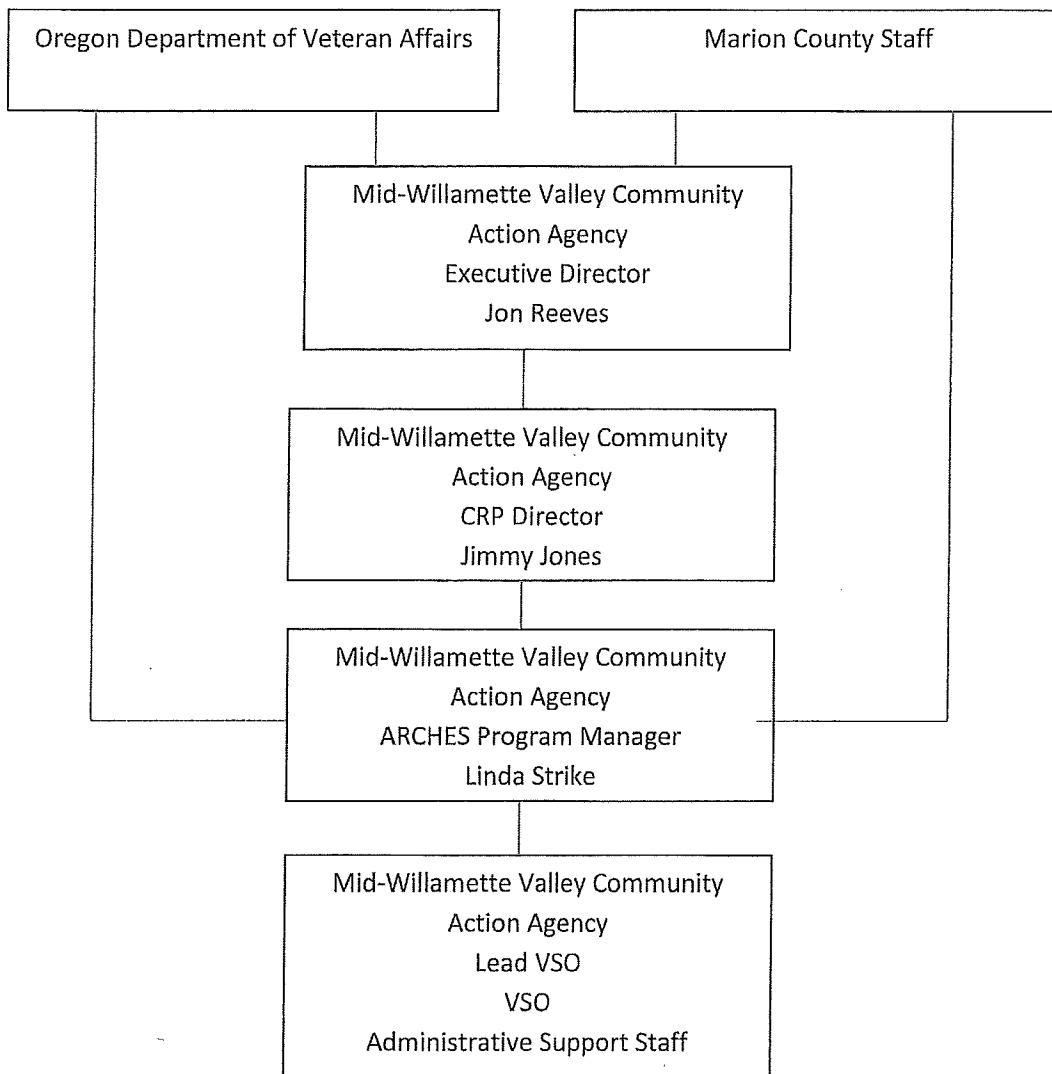 Oregon Department of Veteran Affairs
Marion County Staff
Mid-Willamette Valley Community
Action Agency
Executive Director
Jon Reeves
Mid-Willamette Valley Community
Action Agency
CRP Director
Jimmy Jones
Mid-Willamette Valley Community
Action Agency
ARCHES Program Manager
Linda Strike
Mid-Willamette Valley Community
Action Agency
Lead VSO
VSO
Administrative Support Staff